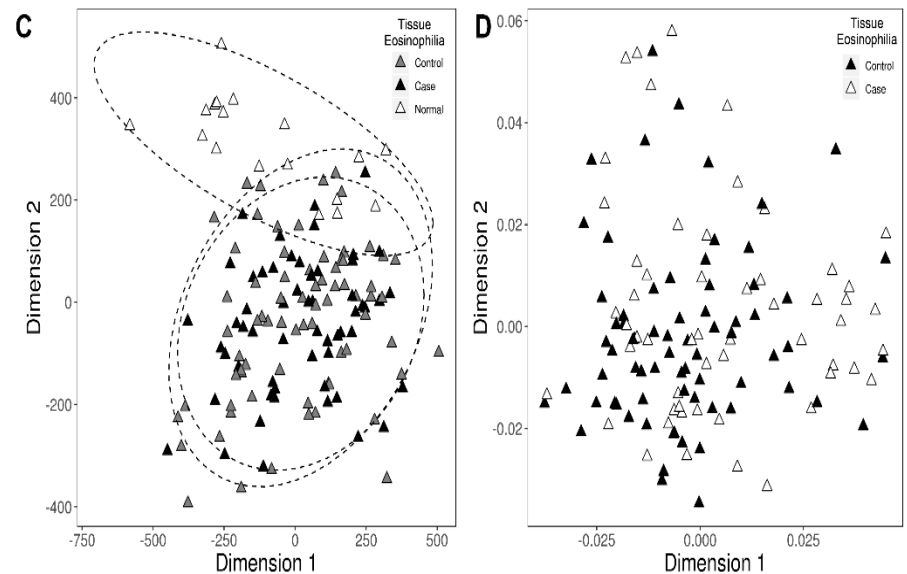 C
Tissue
Eosinophilia
Control
Case
Normal
400
200
0
-200
-400
-750
-500
-250
0
250
500
Dimension 1
Dimension 2
D
Tissue
Eosinophilia
Control
Case
0.06
0.04
0.02
0.00
-0.02
-0.025
0.000
0.025
Dimension 1
Dimension 2